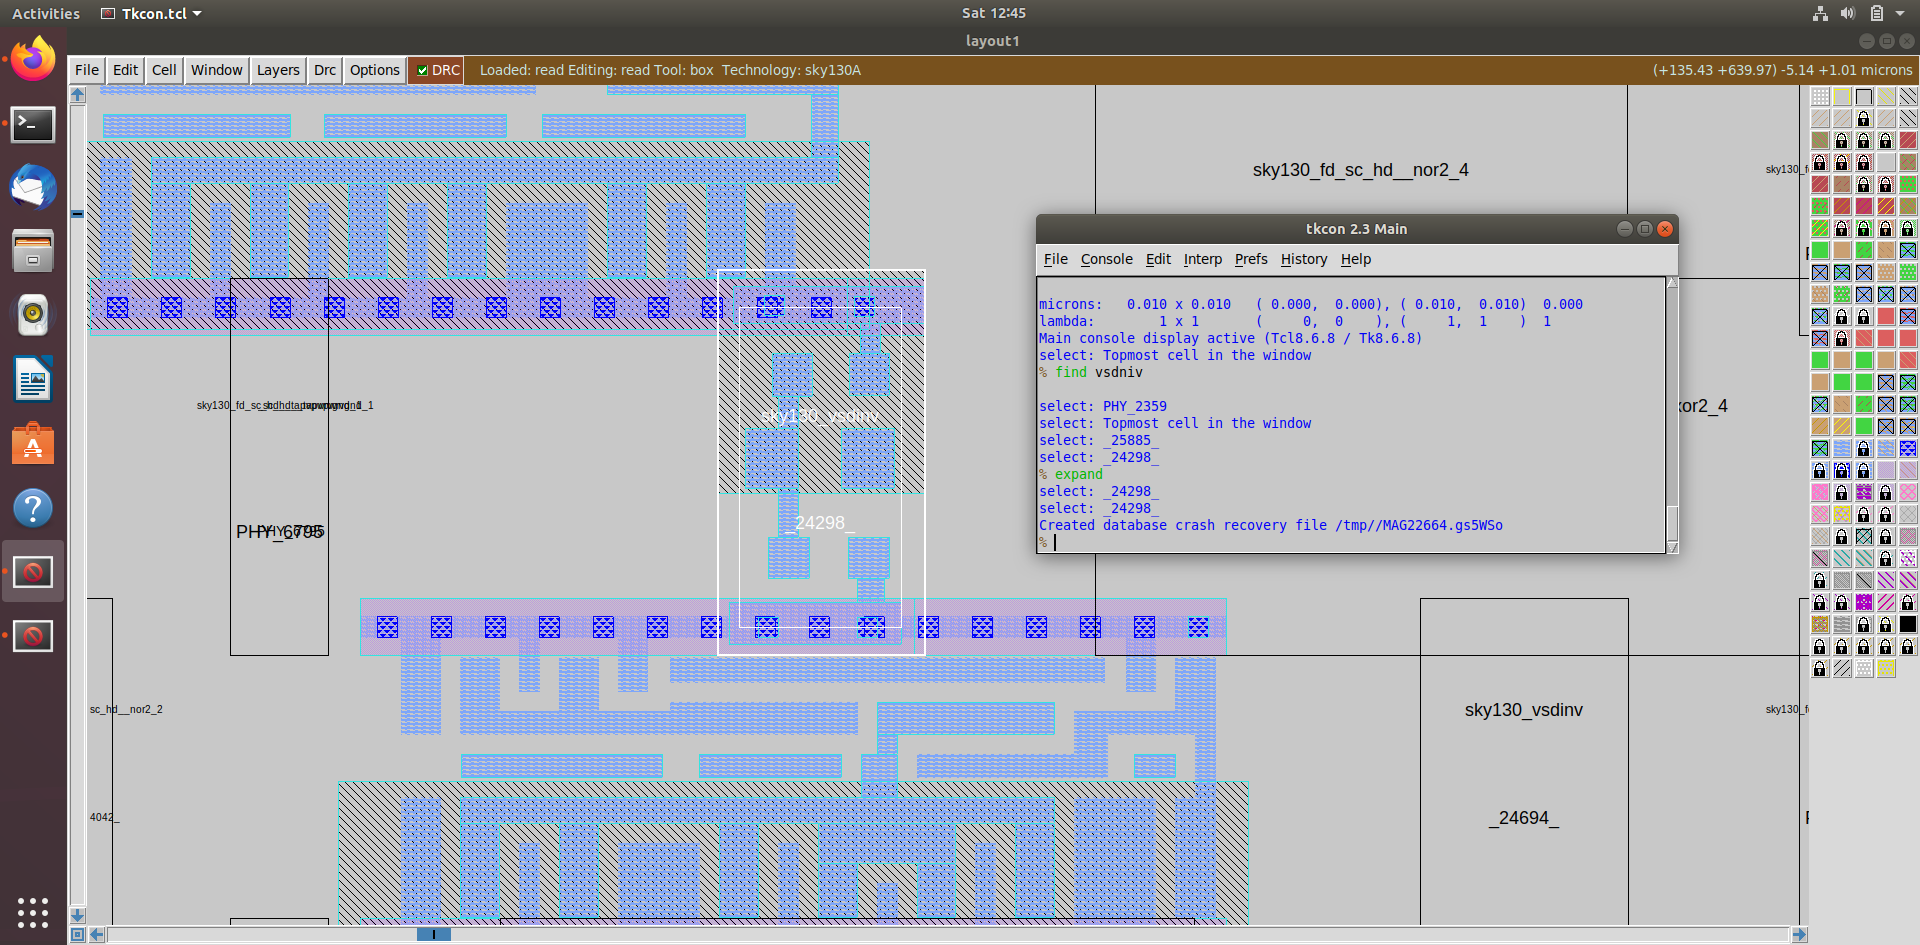 Activities Tkcon.tcl Sat 12:45
layout1
File Edit Cell Window Layers Drc Options DRC Loaded: read Editing: read Tool: box Technology: sky130A (+135.43 +639.97) -5.14 +1.01 microns
sky130_fd_sc_hd__nor2_4
tkcon 2.3 Main
File Console Edit Interp Prefs History Help
microns: 0.010 x 0.010 ( 0.000, 0.000), ( 0.010, 0.010) 0.000
lambda: 1 x 1 ( 0, 0 ), ( 1, 1 ) 1
Main console display active (Tcl8.6.8 / Tk8.6.8)
select: Topmost cell in the window
% find vsdniv
select: PHY_2359
select: Topmost cell in the window
select: _25885_
select: _24298_
% expand
select: _24298_
select: _24298_
Created database crash recovery file /tmp//MAG22664.gs5WSo
%
xor2_4
sky130_vsdinv
_24298_
PHY_6795
sc_hd__nor2_2
sky130_vsdinv
4042_
_24694_